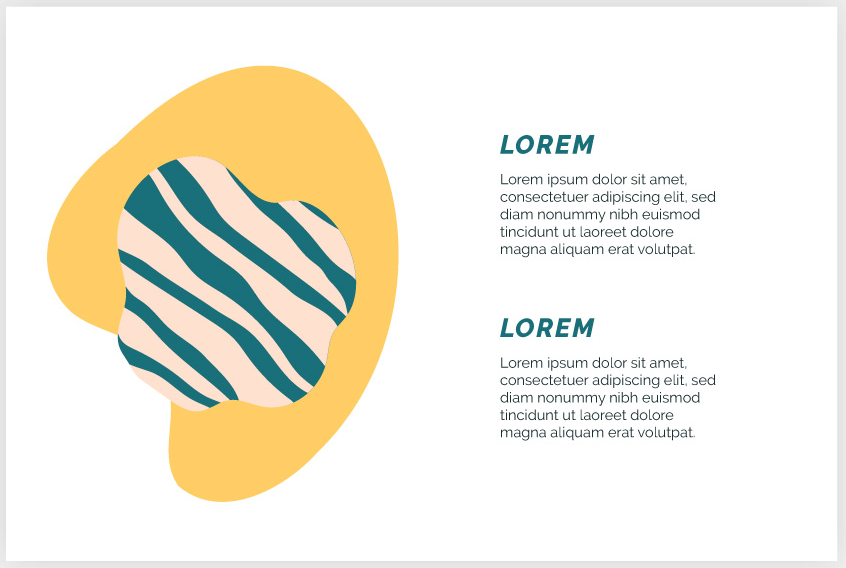 LOREM
Lorem ipsum dolor sit amet,
consectetuer adipiscing elit, sed
diam nonummy nibh euismod
tincidunt ut laoreet dolore
magna aliquam erat volutpat.
LOREM
Lorem ipsum dolor sit amet,
consectetuer adipiscing elit, sed
diam nonummy nibh euismod
tincidunt ut laoreet dolore
magna aliquam erat volutpat.